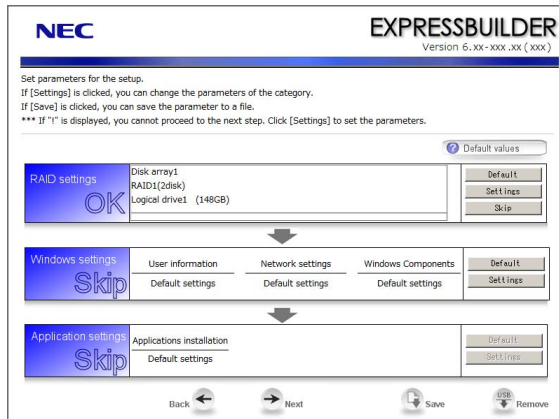 NEC
EXPRESSBUILDER
Version 6.xx-xxx.xx(xxx)
Set parameters for the setup.
If [Settings] is clicked, you can change the parameters of the category.
If [Save] is clicked, you can save the parameter to a file.
*** If "!" is displayed, you cannot proceed to the next step. Click [Settings] to set the parameters.
? Default values
RAID settings
OK
Disk array1
RAID1(2disk)
Logical drive1 (148GB)
Default
Settings
Skip
Windows settings
Skip
User information
Default settings
Network settings
Default settings
Windows Components
Default settings
Default
Settings
Application settings
Skip
Applications installation
Default settings
Default
Settings
Back
Next
Save
USB
Remove